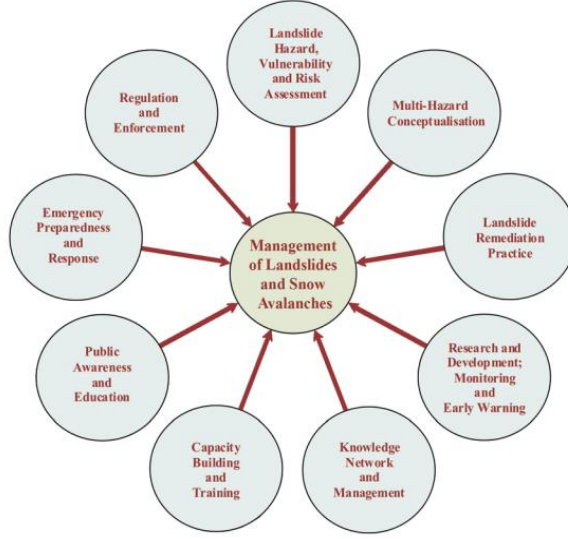 Landslide
Hazard,
Vulnerability
and Risk
Assessment
Multi-Hazard
Conceptualisation
Landslide
Remediation
Practice
Research and
Development;
Monitoring
and
Early Warning
Knowledge
Network
and
Management
Capacity
Building
and
Training
Public
Awareness
and
Education
Emergency
Preparedness
and
Response
Regulation
and
Enforcement
Management
of Landslides
and Snow
Avalanches